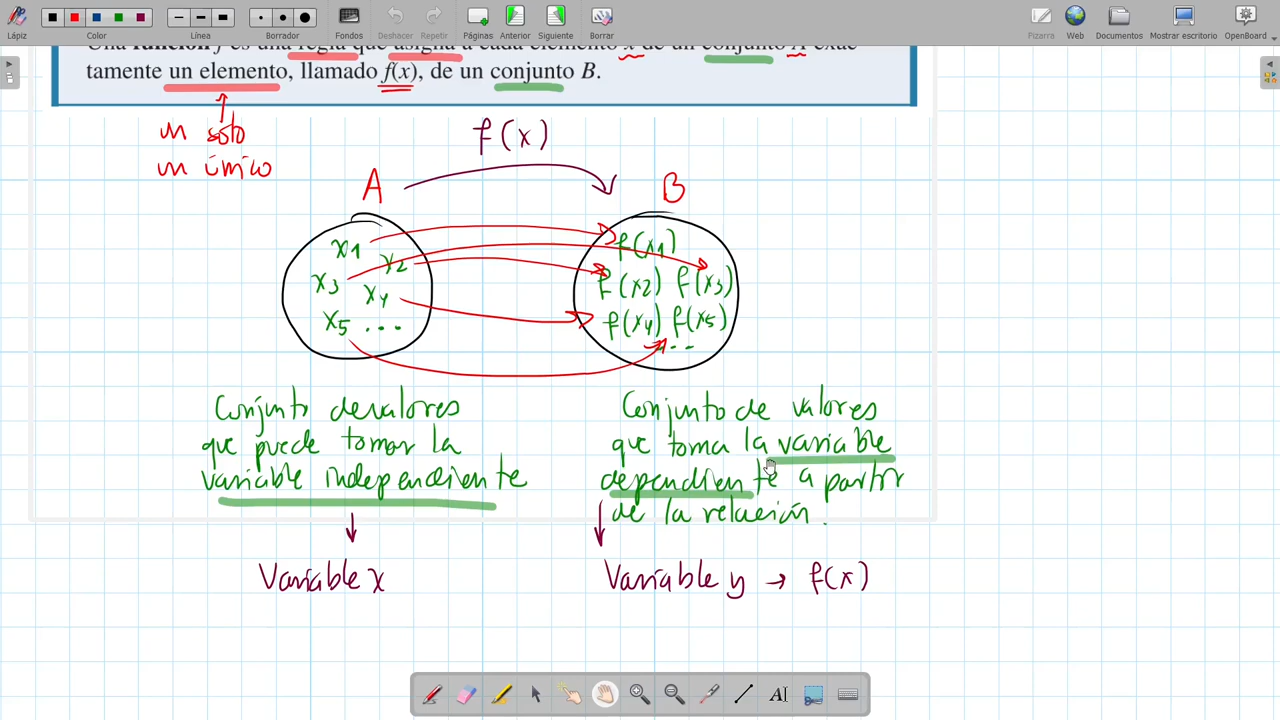 Lápiz
Color
Línea
Borrador
Fondos
Deshacer
Repetir
Páginas
Anterior
Siguiente
Borrar
Pizarra
Web
Documentos
Mostrar escritorio
OpenBoard
Una función f es una regla que asigna a cada elemento x de un conjunto A exac
tamente un elemento, llamado f(x), de un conjunto B.
un solo
un único
f(x)
A
B
x1
x2
x3
x4
x5 ...
f(x1)
f(x2) f(x3)
f(x4) f(x5)
...
Conjunto de valores
que puede tomar la
variable independiente
Variable x
Conjunto de valores
que toma la variable
dependiente a partir
de la relación.
Variable y → f(x)
AI